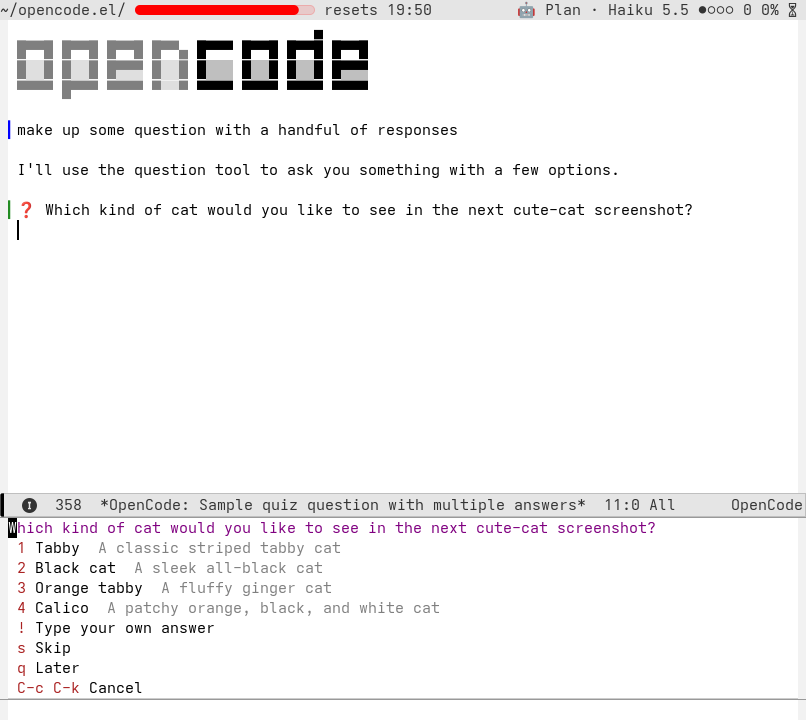 ~/opencode.el/ resets 19:50 🤖 Plan · Haiku 5.5 ●○○○ 0 0% ⏳
opencode
make up some question with a handful of responses
I'll use the question tool to ask you something with a few options.
❓ Which kind of cat would you like to see in the next cute-cat screenshot?
I 358 *OpenCode: Sample quiz question with multiple answers* 11:0 All OpenCode
Which kind of cat would you like to see in the next cute-cat screenshot?
1 Tabby A classic striped tabby cat
2 Black cat A sleek all-black cat
3 Orange tabby A fluffy ginger cat
4 Calico A patchy orange, black, and white cat
! Type your own answer
s Skip
q Later
C-c C-k Cancel